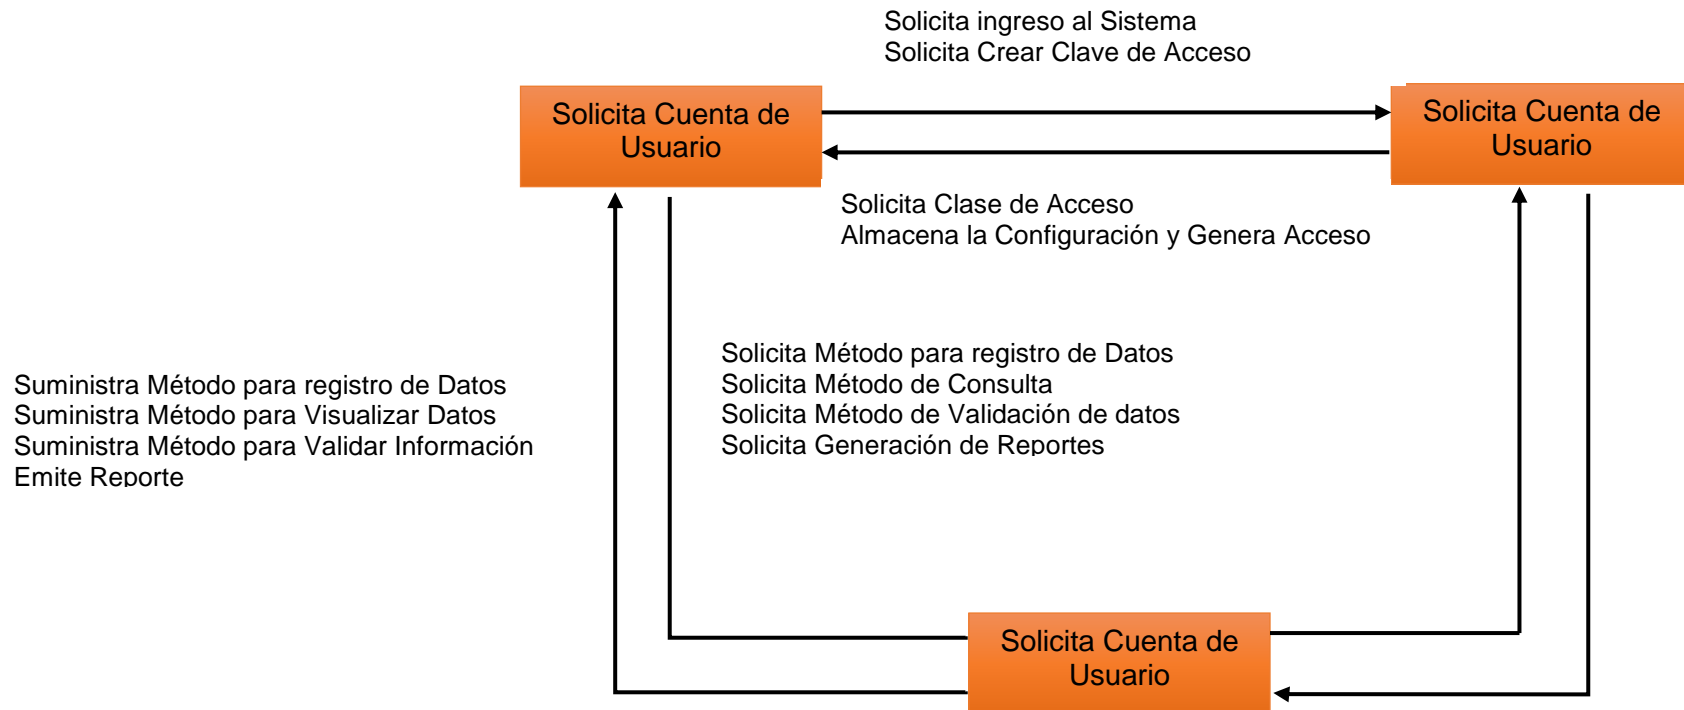 Solicita ingreso al Sistema
Solicita Crear Clave de Acceso
Solicita Cuenta de
Usuario
Solicita Cuenta de
Usuario
Solicita Clase de Acceso
Almacena la Configuración y Genera Acceso
Solicita Método para registro de Datos
Solicita Método de Consulta
Solicita Método de Validación de datos
Solicita Generación de Reportes
Suministra Método para registro de Datos
Suministra Método para Visualizar Datos
Suministra Método para Validar Información
Emite Reporte
Solicita Cuenta de
Usuario